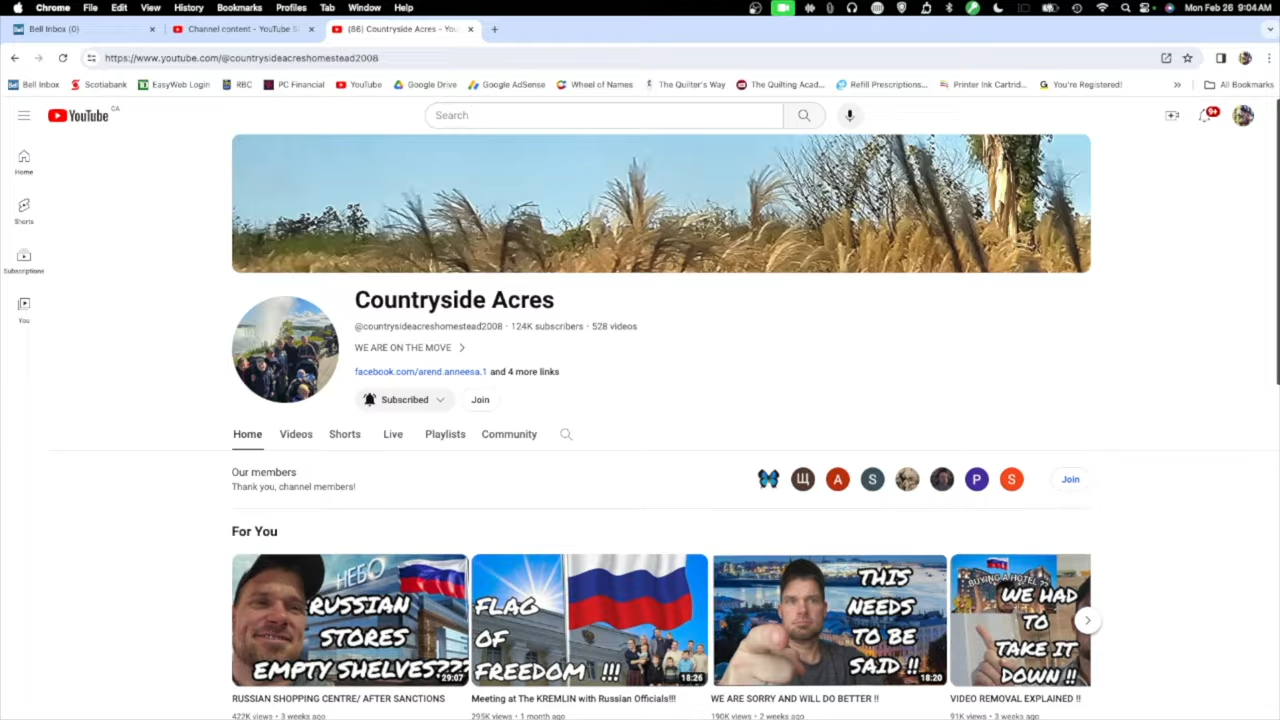 Chrome File Edit View History Bookmarks Profiles Tab Window Help Mon Feb 26 9:04 AM
Bell Inbox (0) Channel content - YouTube S (86) Countryside Acres - You
https://www.youtube.com/@countrysideacreshomestead2008
Bell Inbox Scotiabank EasyWeb Login RBC PC Financial YouTube Google Drive Google AdSense Wheel of Names The Quilter's Way The Quilting Acad... Refill Prescriptions... Printer Ink Cartrid... You're Registered! » All Bookmarks
YouTube CA Search 9+
Home
Shorts
Subscriptions
You
Countryside Acres
@countrysideacreshomestead2008 · 124K subscribers · 528 videos
WE ARE ON THE MOVE
facebook.com/arend.anneesa.1 and 4 more links
Subscribed Join
Home Videos Shorts Live Playlists Community
Our members
Thank you, channel members!
Щ A S P S Join
For You
НЕБО
RUSSIAN
STORES
EMPTY SHELVES???
29:07
FLAG
OF
FREEDOM !!!
18:26
THIS
NEEDS
TO BE
SAID !!
18:20
BUYING A HOTEL ??
WE HAD
TO
TAKE IT
DOWN !!
RUSSIAN SHOPPING CENTRE/ AFTER SANCTIONS
422K views · 3 weeks ago
Meeting at The KREMLIN with Russian Officials!!!
295K views · 1 month ago
WE ARE SORRY AND WILL DO BETTER !!
190K views · 2 weeks ago
VIDEO REMOVAL EXPLAINED !!
91K views · 3 weeks ago